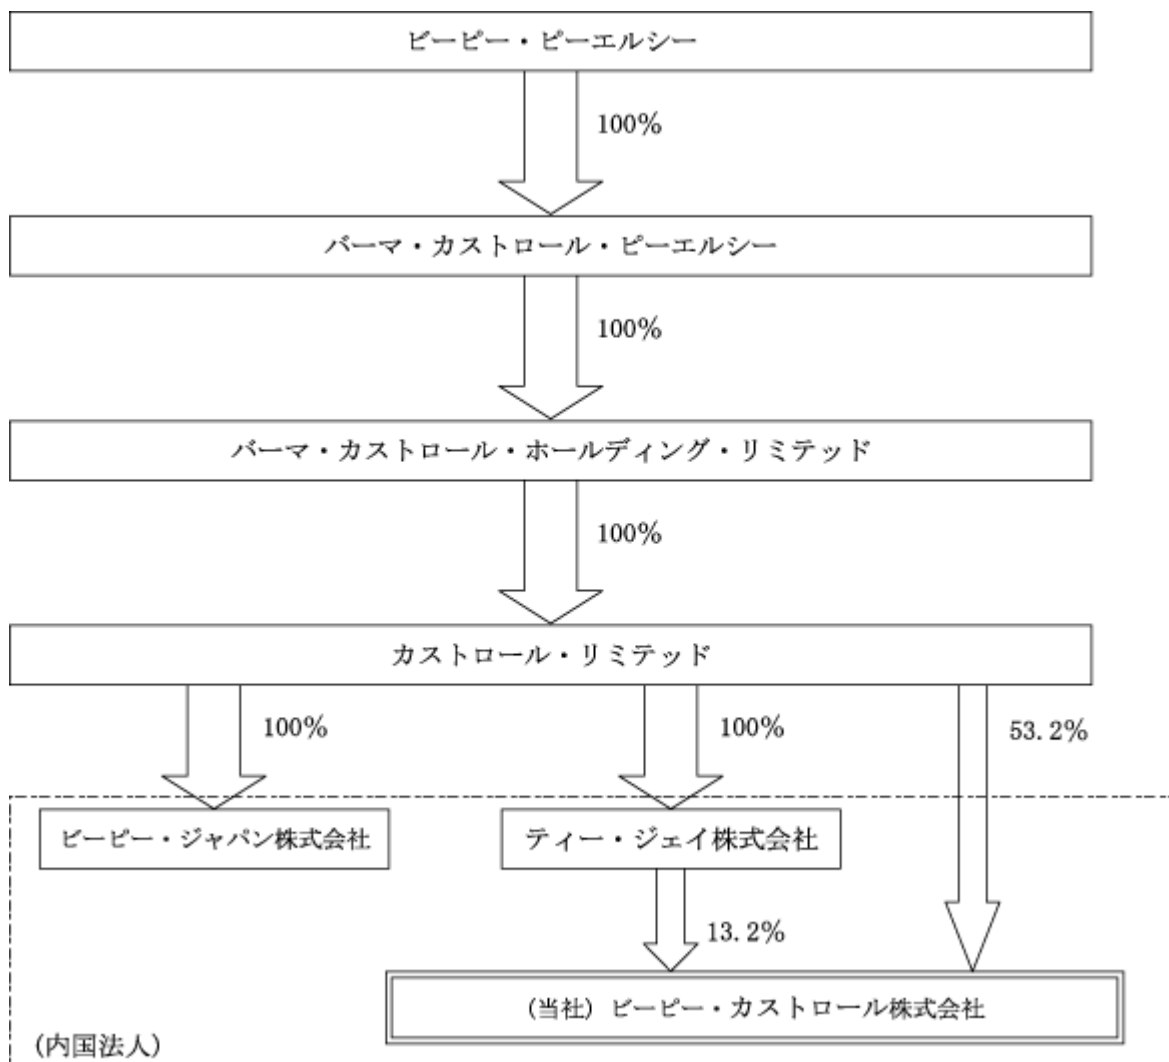 ビーピー・ピーエルシー
100%
バーマ・カストロール・ピーエルシー
100%
バーマ・カストロール・ホールディング・リミテッド
100%
カストロール・リミテッド
100%
100%
53.2%
ビーピー・ジャパン株式会社
ティー・ジェイ株式会社
13.2%
(当社) ビーピー・カストロール株式会社
(内国法人)